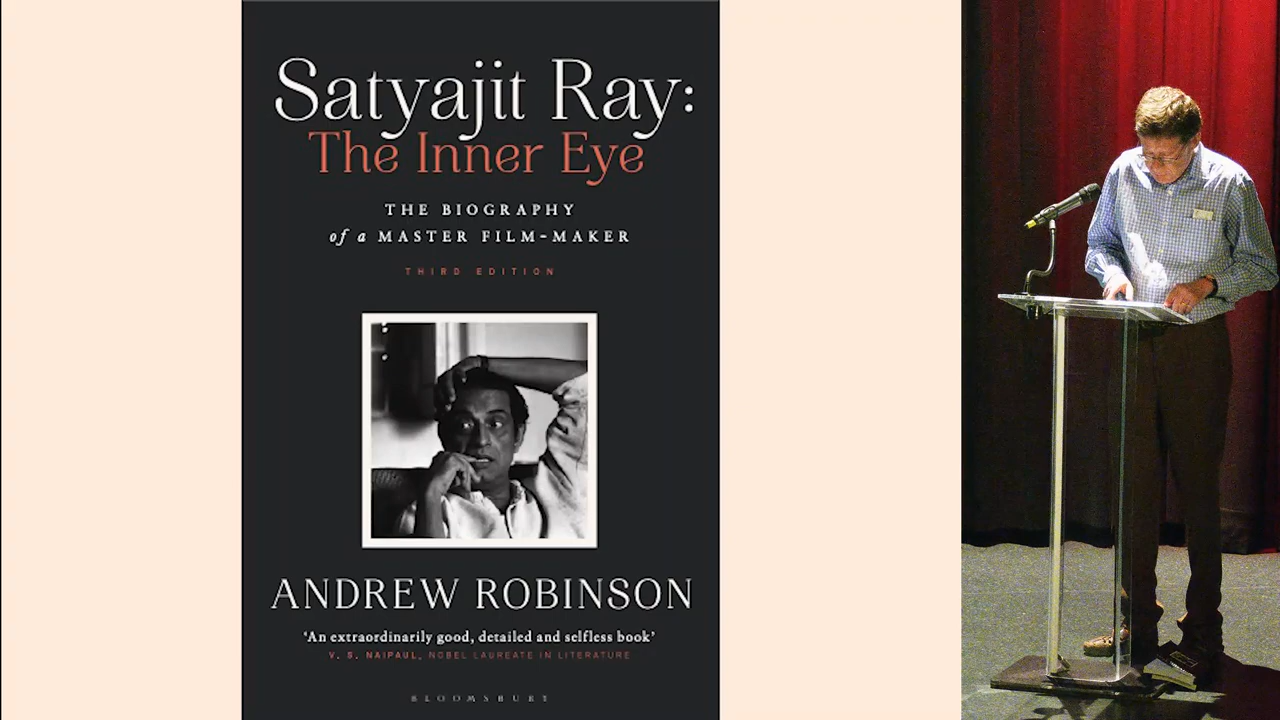 Satyajit Ray:
The Inner Eye
THE BIOGRAPHY
of a MASTER FILM-MAKER
THIRD EDITION
ANDREW ROBINSON
‘An extraordinarily good, detailed and selfless book’
V. S. NAIPAUL, NOBEL LAUREATE IN LITERATURE
BLOOMSBURY